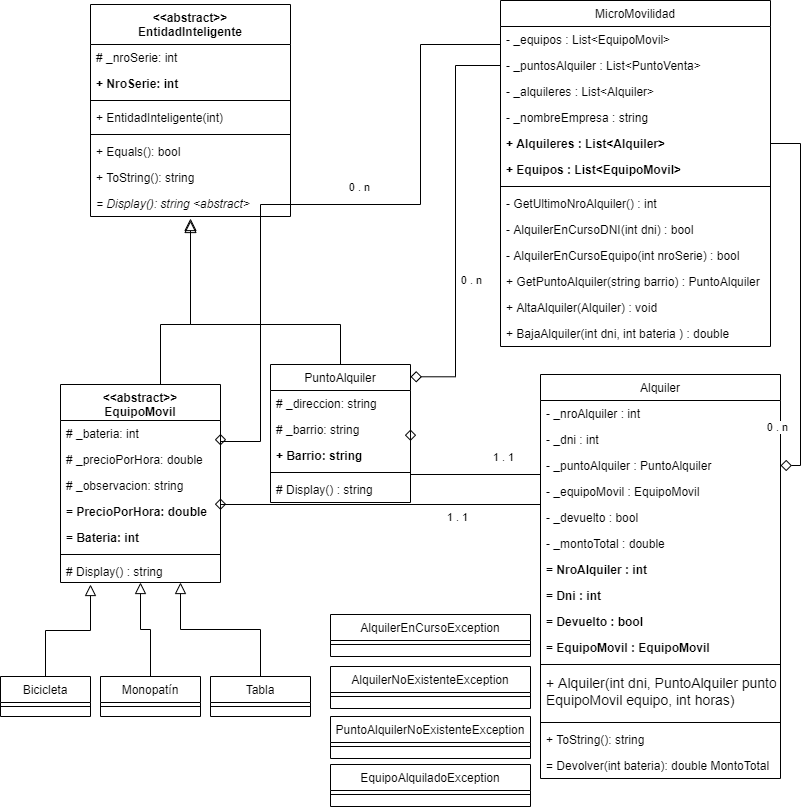 <<abstract>>
EntidadInteligente
# _nroSerie: int
+ NroSerie: int
+ EntidadInteligente(int)
+ Equals(): bool
+ ToString(): string
= Display(): string <abstract>
MicroMovilidad
- _equipos : List<EquipoMovil>
- _puntosAlquiler : List<PuntoVenta>
- _alquileres : List<Alquiler>
- _nombreEmpresa : string
+ Alquileres : List<Alquiler>
+ Equipos : List<EquipoMovil>
- GetUltimoNroAlquiler() : int
- AlquilerEnCursoDNI(int dni) : bool
- AlquilerEnCursoEquipo(int nroSerie) : bool
+ GetPuntoAlquiler(string barrio) : PuntoAlquiler
+ AltaAlquiler(Alquiler) : void
+ BajaAlquiler(int dni, int bateria ) : double
0 . n
0 . n
<<abstract>>
EquipoMovil
# _bateria: int
# _precioPorHora: double
# _observacion: string
= PrecioPorHora: double
= Bateria: int
# Display() : string
PuntoAlquiler
# _direccion: string
# _barrio: string
+ Barrio: string
# Display() : string
Alquiler
- _nroAlquiler : int
- _dni : int
- _puntoAlquiler : PuntoAlquiler
- _equipoMovil : EquipoMovil
- _devuelto : bool
- _montoTotal : double
= NroAlquiler : int
= Dni : int
= Devuelto : bool
= EquipoMovil : EquipoMovil
+ Alquiler(int dni, PuntoAlquiler punto
EquipoMovil equipo, int horas)
+ ToString(): string
= Devolver(int bateria): double MontoTotal
0 . n
1 . 1
1 . 1
Bicicleta
Monopatín
Tabla
AlquilerEnCursoException
AlquilerNoExistenteException
PuntoAlquilerNoExistenteException
EquipoAlquiladoException